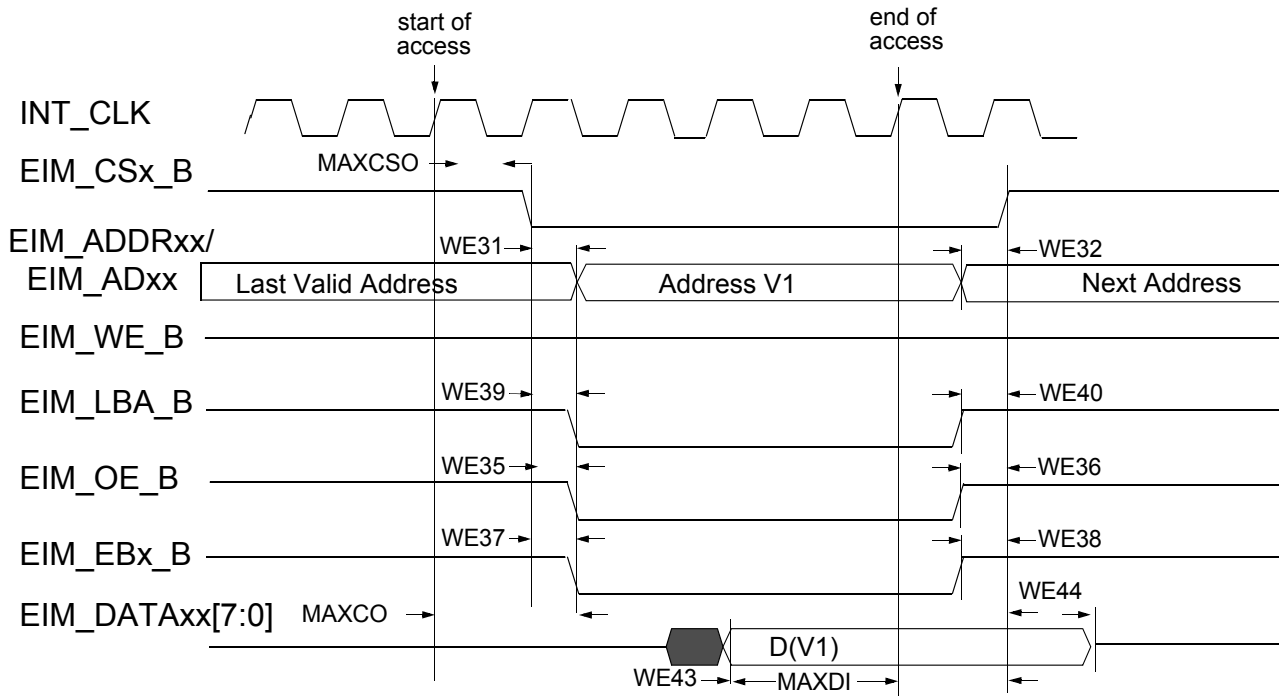 start of
access
end of
access
INT_CLK
MAXCSO
EIM_CSx_B
EIM_ADDRxx/
WE31
WE32
EIM_ADxx
Last Valid Address
Address V1
Next Address
EIM_WE_B
WE39
WE40
EIM_LBA_B
WE35
WE36
EIM_OE_B
WE37
WE38
EIM_EBx_B
WE44
EIM_DATAxx[7:0]
MAXCO
D(V1)
WE43
MAXDI